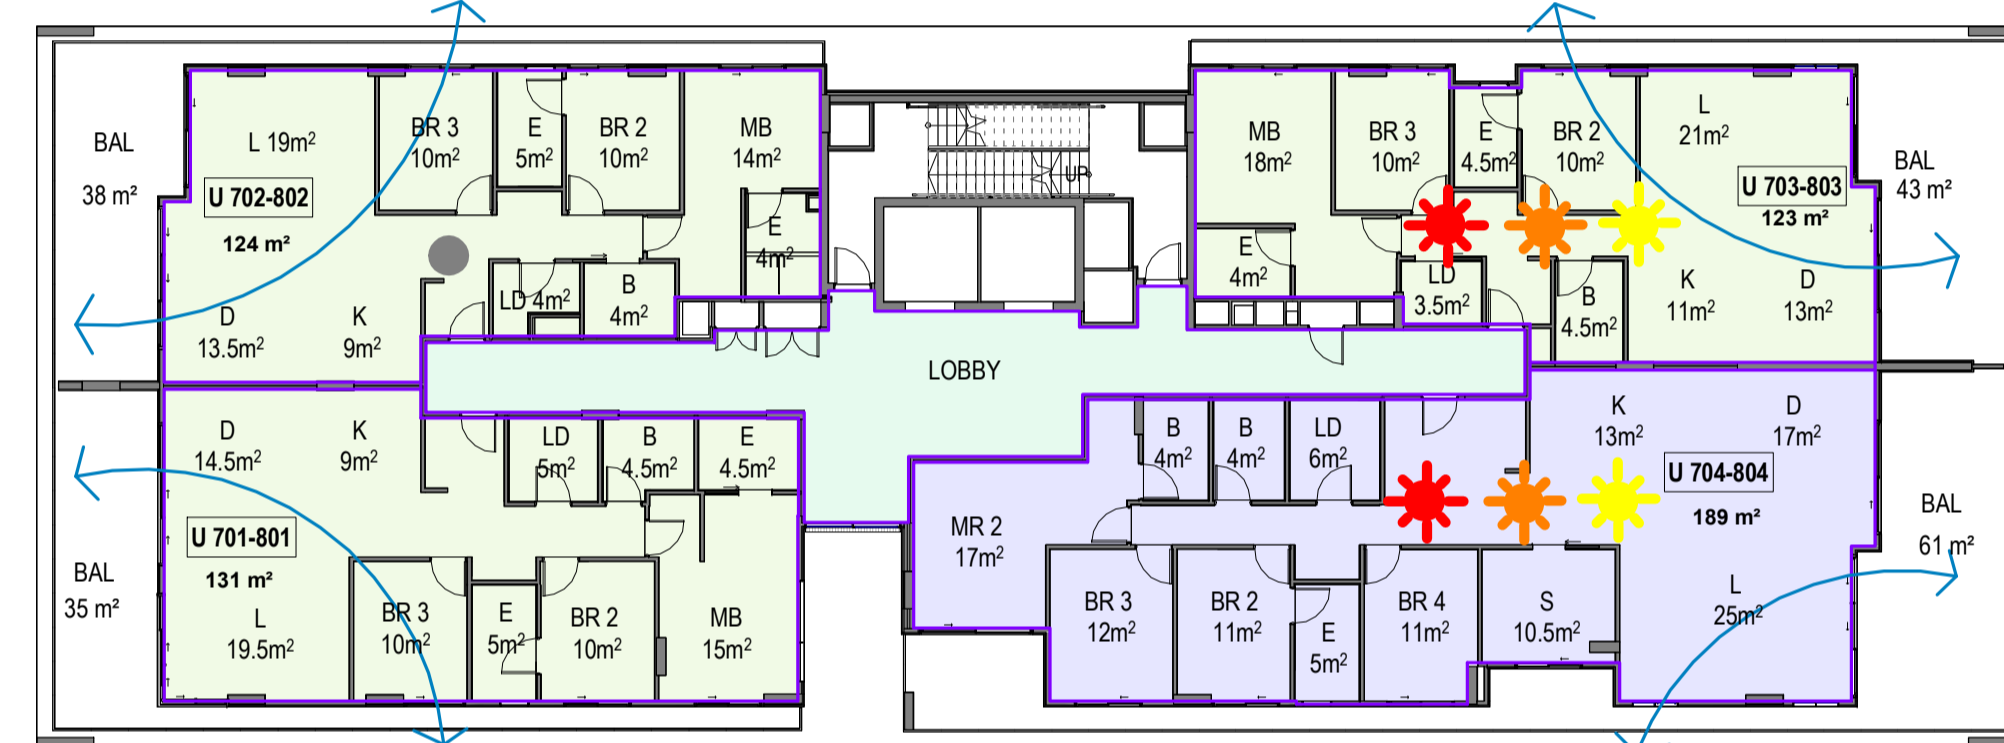 BAL
38 m²
L 19m²
U 702-802
124 m²
D
13.5m²
K
9m²
BR 3
10m²
E
5m²
BR 2
10m²
MB
14m²
E
4m²
LD 4m²
B
4m²
UP
MB
18m²
BR 3
10m²
E
4.5m²
BR 2
10m²
L
21m²
U 703-803
123 m²
BAL
43 m²
E
4m²
LD
3.5m²
B
4.5m²
K
11m²
D
13m²
LOBBY
D
14.5m²
K
9m²
LD
5m²
B
4.5m²
E
4.5m²
U 701-801
131 m²
BAL
35 m²
L
19.5m²
BR 3
10m²
E
5m²
BR 2
10m²
MB
15m²
B
4m²
B
4m²
LD
6m²
K
13m²
D
17m²
U 704-804
189 m²
BAL
61 m²
MR 2
17m²
BR 3
12m²
BR 2
11m²
E
5m²
BR 4
11m²
S
10.5m²
L
25m²